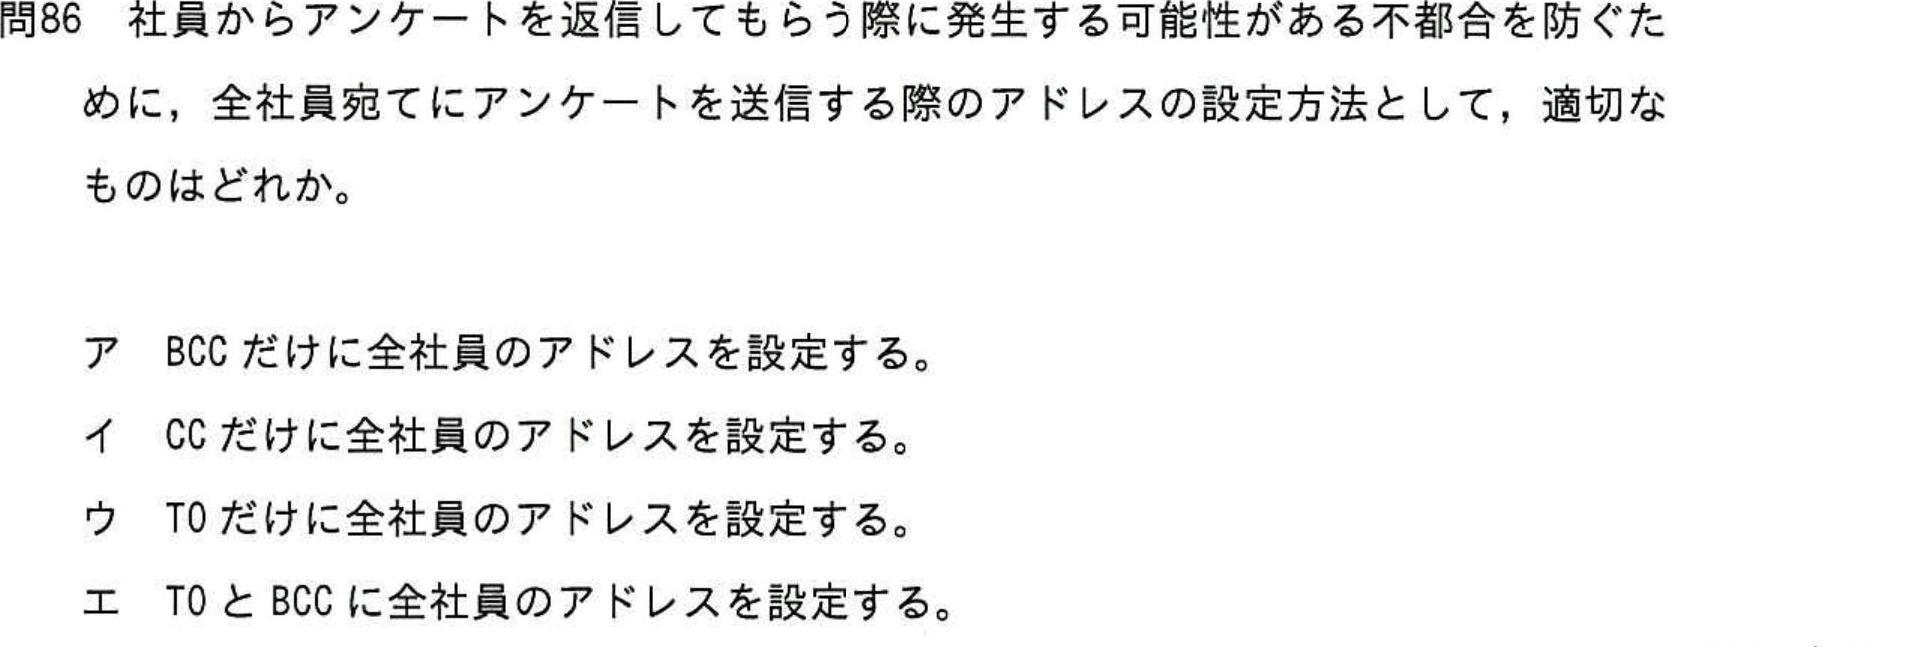 問86　社員からアンケートを返信してもらう際に発生する可能性がある不都合を防ぐた
めに，全社員宛てにアンケートを送信する際のアドレスの設定方法として，適切な
ものはどれか。
ア　BCC だけに全社員のアドレスを設定する。
イ　CC だけに全社員のアドレスを設定する。
ウ　TO だけに全社員のアドレスを設定する。
エ　TO と BCC に全社員のアドレスを設定する。